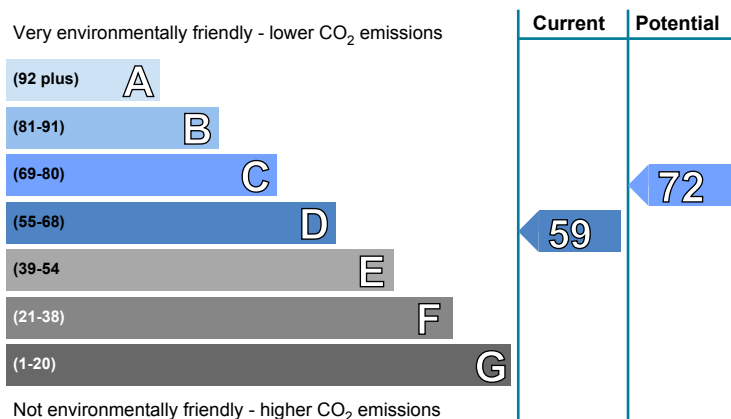 Very environmentally friendly - lower CO2 emissions
Current
Potential
(92 plus) A
(81-91) B
(69-80) C
72
(55-68) D
59
(39-54 E
(21-38) F
(1-20) G
Not environmentally friendly - higher CO2 emissions